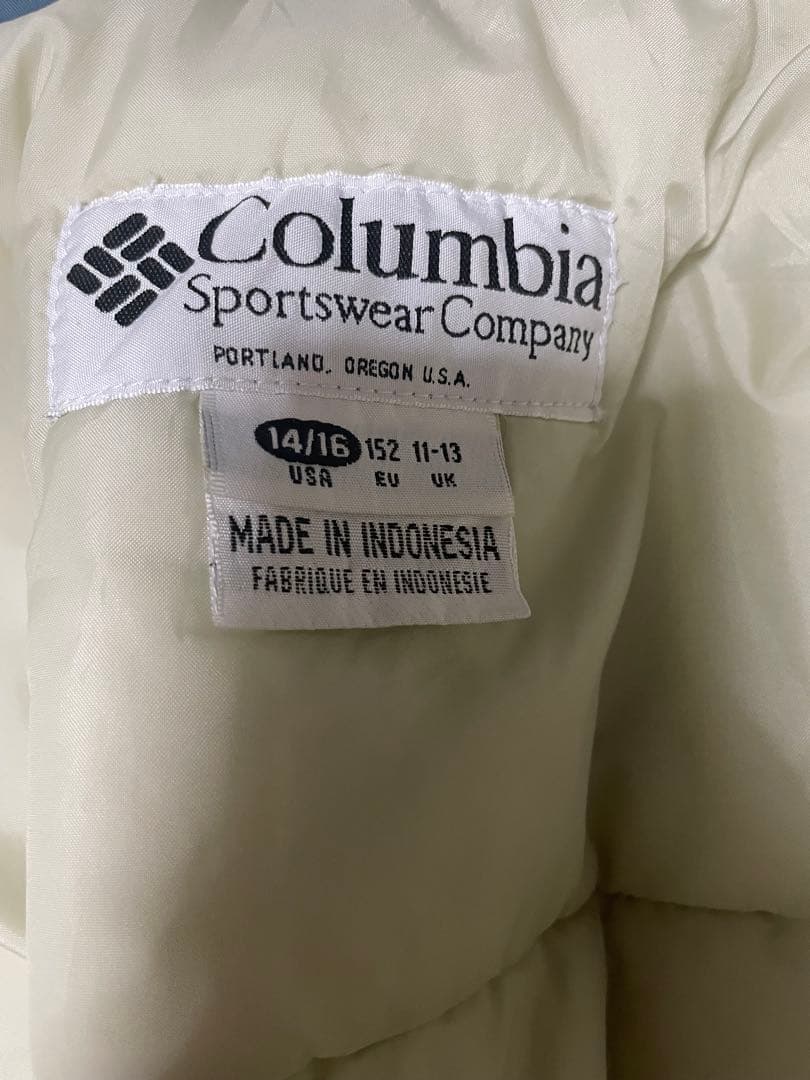 Columbia
Sportswear Company
PORTLAND, OREGON U.S.A.
14/16 152 11-13
USA EU UK
MADE IN INDONESIA
FABRIQUE EN INDONESIE